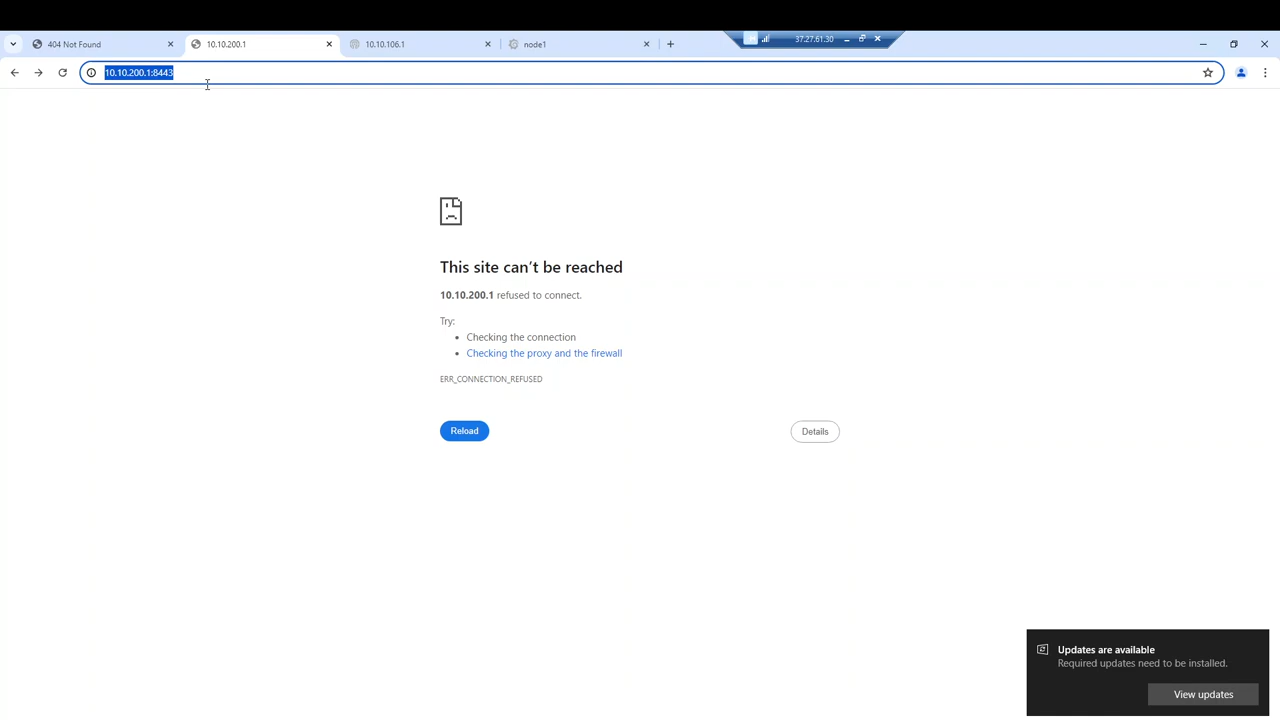 404 Not Found
10.10.200.1
10.10.106.1
node1
37.27.61.30
10.10.200.1:8443
This site can't be reached
10.10.200.1 refused to connect.
Try:
Checking the connection
Checking the proxy and the firewall
ERR_CONNECTION_REFUSED
Reload
Details
Updates are available
Required updates need to be installed.
View updates